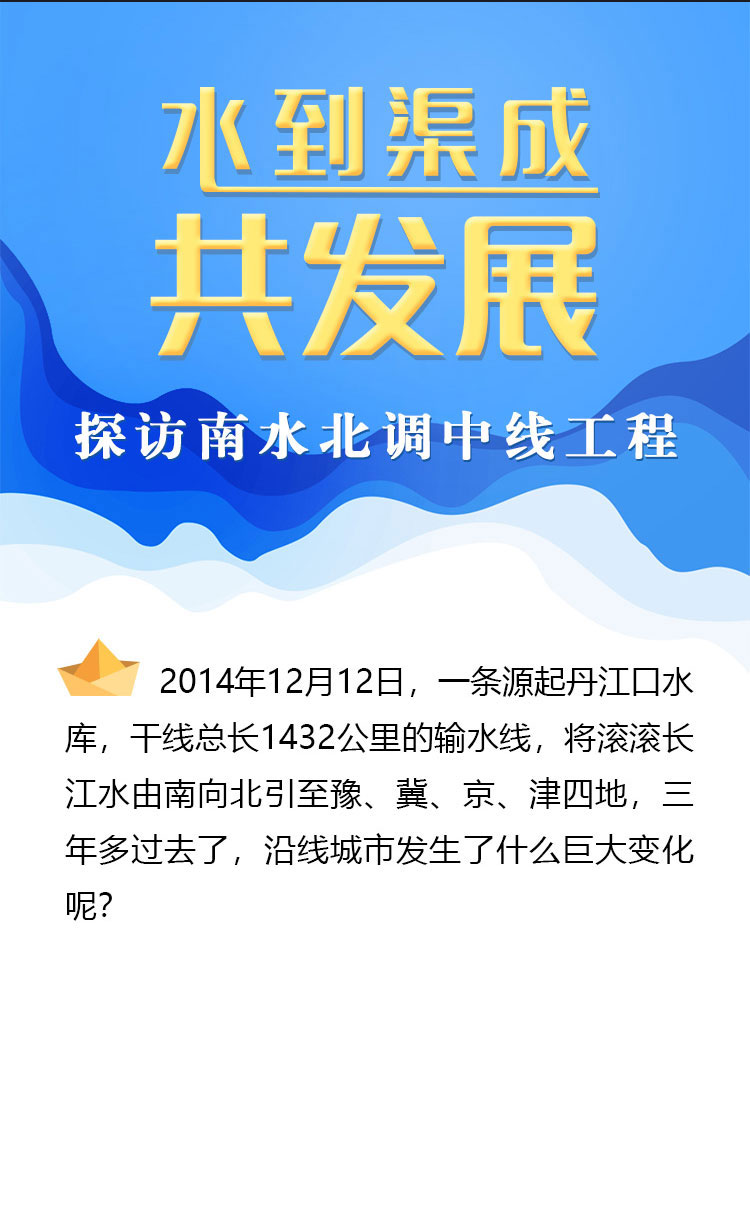 水到渠成
共发展
探访南水北调中线工程
2014年12月12日，一条源起丹江口水
库，干线总长1432公里的输水线，将滚滚长
江水由南向北引至豫、冀、京、津四地，三
年多过去了，沿线城市发生了什么巨大变化
呢？